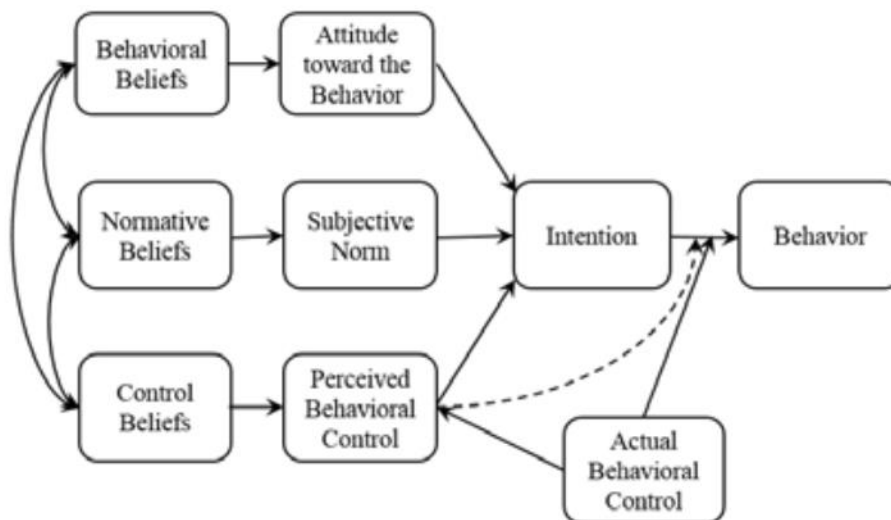 Behavioral
Beliefs
Attitude
toward the
Behavior
Normative
Beliefs
Subjective
Norm
Intention
Behavior
Control
Beliefs
Perceived
Behavioral
Control
Actual
Behavioral
Control